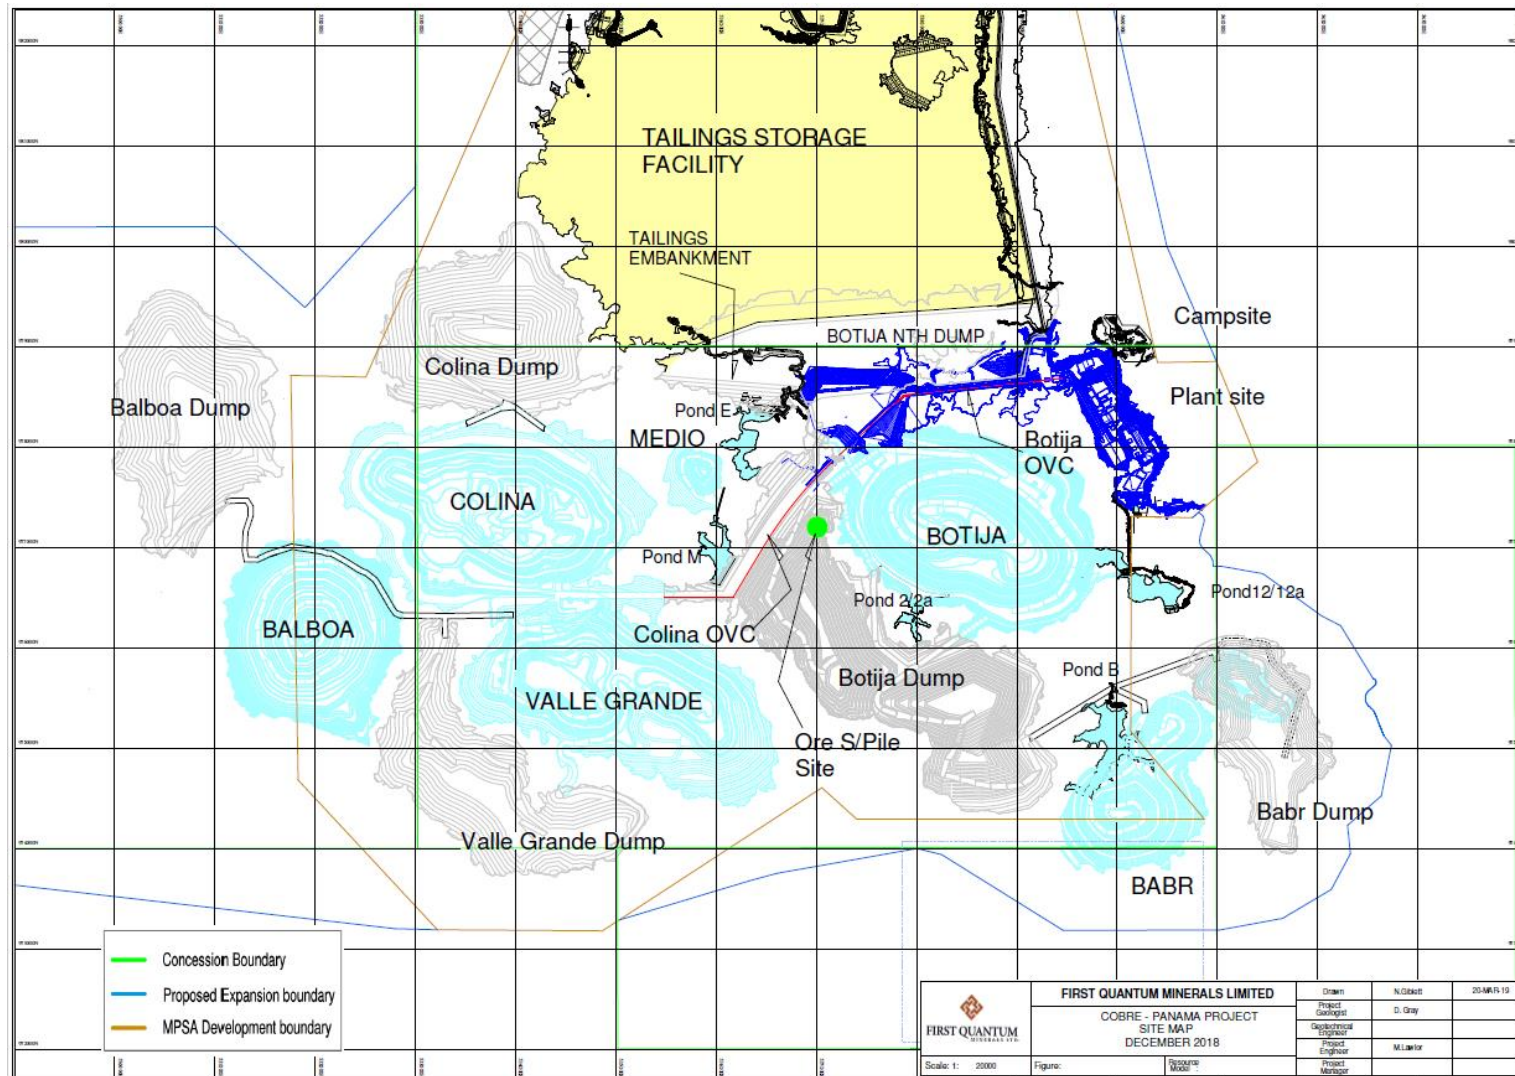 TAILINGS STORAGE
FACILITY
TAILINGS
EMBANKMENT
Campsite
BOTIJA NTH DUMP
Colina Dump
Balboa Dump
Plant site
Pond E
MEDIO
Botija
OVC
COLINA
BOTIJA
Pond M
Pond 2/2a
Pond12/12a
BALBOA
Colina OVC
Botija Dump
Pond B
VALLE GRANDE
Ore S/Pile
Site
Babr Dump
Valle Grande Dump
BABR
Concession Boundary
Proposed Expansion boundary
MPSA Development boundary
FIRST QUANTUM
MINERALS LTD.
FIRST QUANTUM MINERALS LIMITED
COBRE - PANAMA PROJECT
SITE MAP
DECEMBER 2018
Scale: 1: 20000
Figure:
Resource
Model :
Drawn N.Giblett 20-MAR-19
Project
Geologist D. Gray
Geotechnical
Engineer
Project
Engineer M.Lawlor
Project
Manager